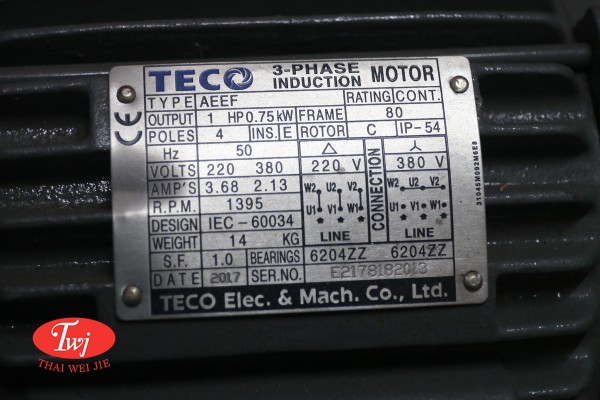 TECO 3-PHASE INDUCTION MOTOR
TYPE AEEF RATING CONT.
OUTPUT 1 HP 0.75 kW FRAME 80
POLES 4 INS. E ROTOR C IP-54
Hz 50 △ CONNECTION 人
VOLTS 220 380 220 V 380 V
AMP'S 3.68 2.13 W2 U2 V2 W2 U2 V2
R.P.M. 1395 U1 V1 W1 U1 V1 W1
DESIGN IEC-60034 LINE LINE
WEIGHT 14 KG
S.F. 1.0 BEARINGS 6204ZZ 6204ZZ
DATE 2017 SER.NO. E2178182013
TECO Elec. & Mach. Co., Ltd.
CE
Twj
THAI WEI JIE